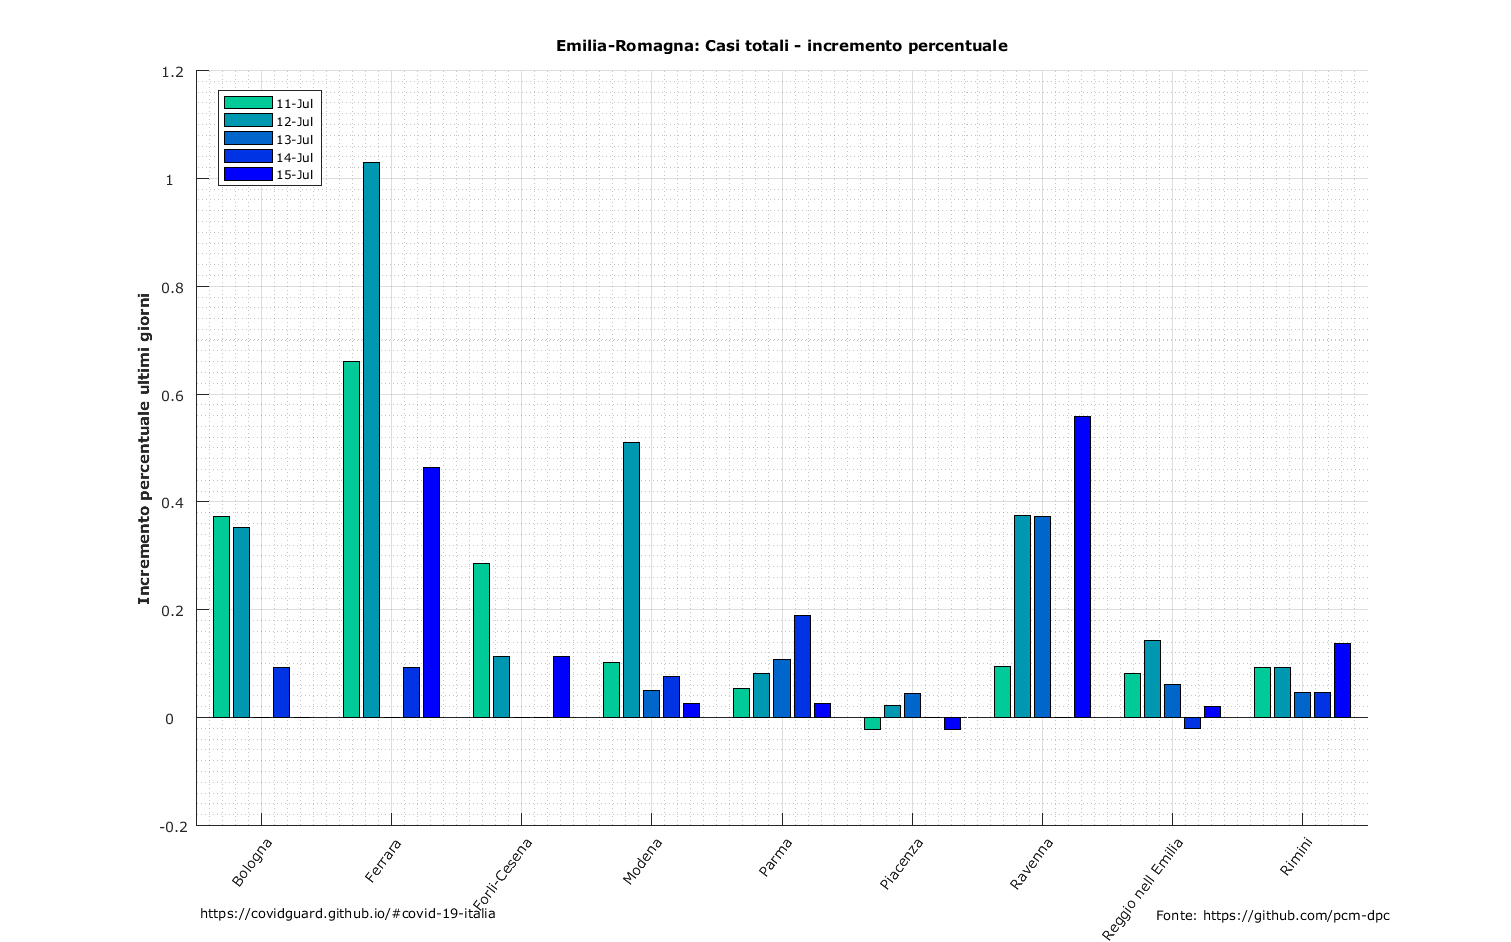 Emilia-Romagna: Casi totali - incremento percentuale
Incremento percentuale ultimi giorni
1.2
1
0.8
0.6
0.4
0.2
0
-0.2
11-Jul
12-Jul
13-Jul
14-Jul
15-Jul
Bologna
Ferrara
Forlì-Cesena
Modena
Parma
Piacenza
Ravenna
Reggio nell Emilia
Rimini
https://covidguard.github.io/#covid-19-italia
Fonte: https://github.com/pcm-dpc